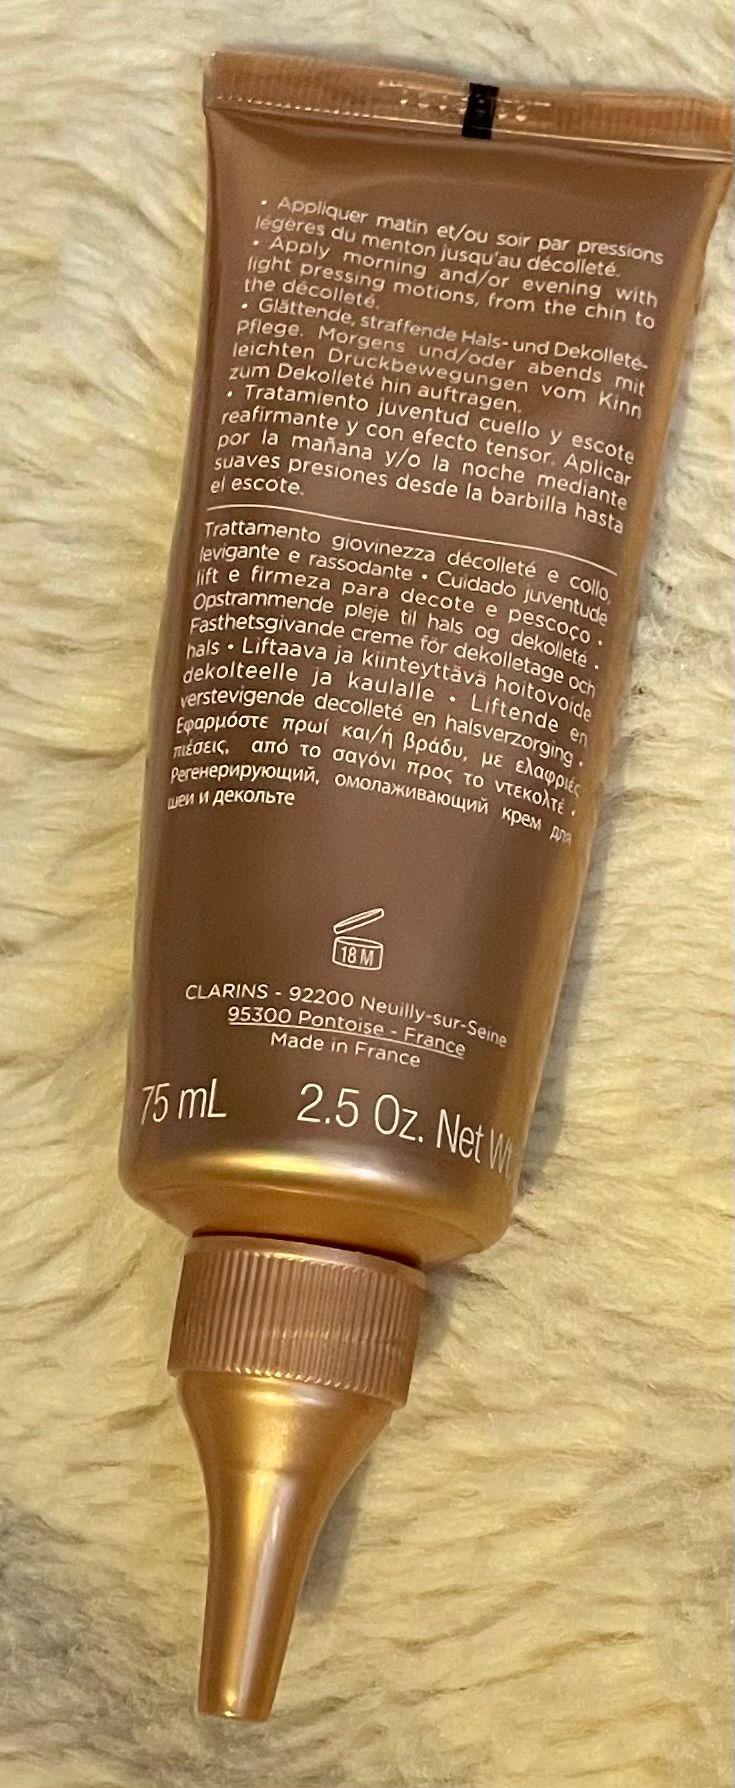 • Appliquer matin et/ou soir par pressions
légères du menton jusqu'au décolleté.
• Apply morning and/or evening with
light pressing motions, from the chin to
the décolleté.
• Glättende, straffende Hals- und Dekolleté-
Pflege. Morgens und/oder abends mit
leichten Druckbewegungen vom Kinn
zum Dekolleté hin auftragen.
• Tratamiento juventud cuello y escote
reafirmante y con efecto tensor. Aplicar
por la mañana y/o la noche mediante
suaves presiones desde la barbilla hasta
el escote.
Trattamento giovinezza décolleté e collo,
levigante e rassodante • Cuidado juventude
lift e firmeza para decote e pescoço •
Opstrammende pleje til hals og dekolleté •
Fasthetsgivande creme för dekolletage och
hals • Liftaava ja kiinteyttävä hoitovoide
dekolteelle ja kaulalle • Liftende en
verstevigende decolleté en halsverzorging •
Εφαρμόστε πρωί και/ή βράδυ, με ελαφριές
πιέσεις, από το σαγόνι προς το ντεκολτέ •
Регенерирующий, омолаживающий крем для
шеи и декольте
18 M
CLARINS - 92200 Neuilly-sur-Seine
95300 Pontoise - France
Made in France
75 mL 2.5 Oz. Net Wt.